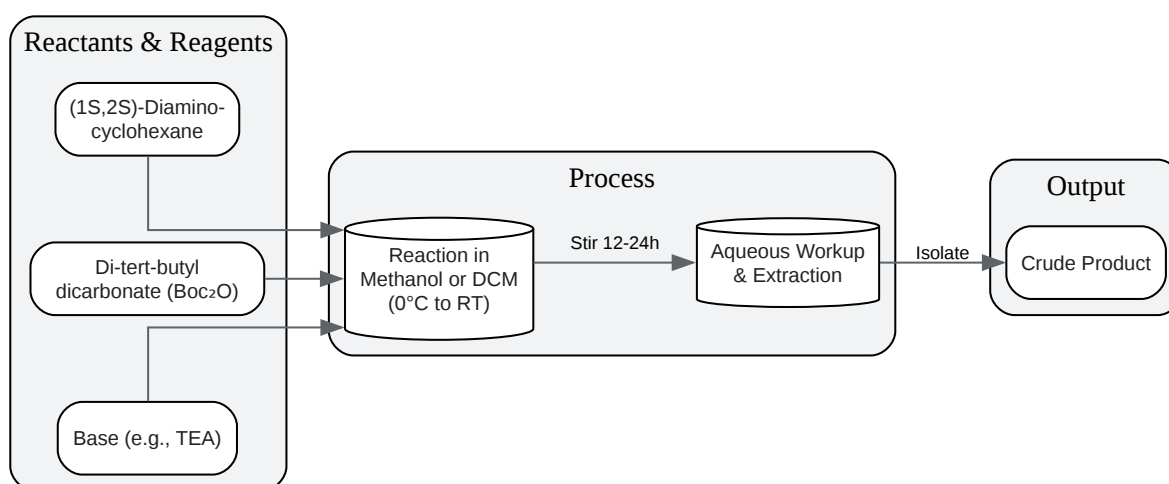 Reactants & Reagents
(1S,2S)-Diamino-
cyclohexane
Di-tert-butyl
dicarbonate (Boc₂O)
Base (e.g., TEA)
Process
Reaction in
Methanol or DCM
(0°C to RT)
Stir 12-24h
Aqueous Workup
& Extraction
Isolate
Output
Crude Product